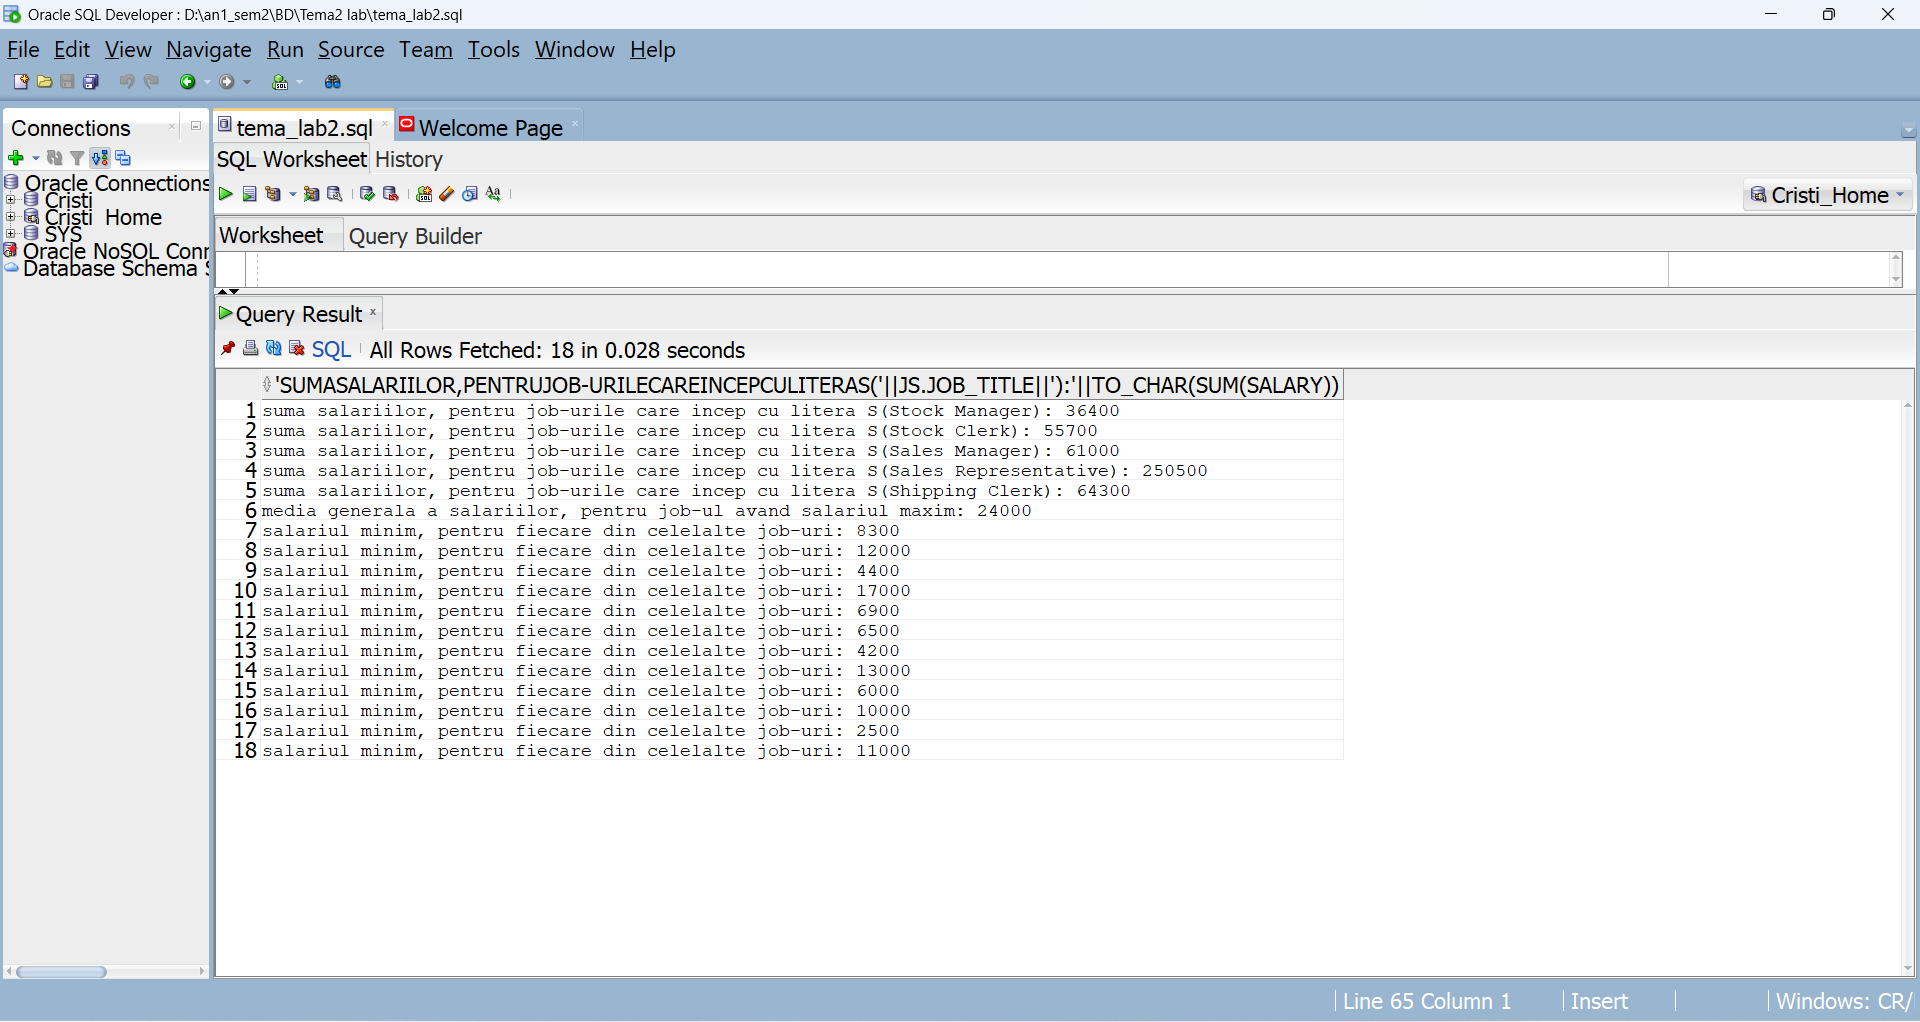 Oracle SQL Developer : D:\an1_sem2\BD\Tema2 lab\tema_lab2.sql
File Edit View Navigate Run Source Team Tools Window Help
Connections
tema_lab2.sql
Welcome Page
SQL Worksheet History
Oracle Connections
Cristi
Cristi_Home
SYS
Oracle NoSQL Conn
Database Schema S
Cristi_Home
Worksheet Query Builder
Query Result
SQL All Rows Fetched: 18 in 0.028 seconds
'SUMASALARIILOR,PENTRUJOB-URILECAREINCEPCULITERAS('||JS.JOB_TITLE||'):'||TO_CHAR(SUM(SALARY))
1 suma salariilor, pentru job-urile care incep cu litera S(Stock Manager): 36400
2 suma salariilor, pentru job-urile care incep cu litera S(Stock Clerk): 55700
3 suma salariilor, pentru job-urile care incep cu litera S(Sales Manager): 61000
4 suma salariilor, pentru job-urile care incep cu litera S(Sales Representative): 250500
5 suma salariilor, pentru job-urile care incep cu litera S(Shipping Clerk): 64300
6 media generala a salariilor, pentru job-ul avand salariul maxim: 24000
7 salariul minim, pentru fiecare din celelalte job-uri: 8300
8 salariul minim, pentru fiecare din celelalte job-uri: 12000
9 salariul minim, pentru fiecare din celelalte job-uri: 4400
10 salariul minim, pentru fiecare din celelalte job-uri: 17000
11 salariul minim, pentru fiecare din celelalte job-uri: 6900
12 salariul minim, pentru fiecare din celelalte job-uri: 6500
13 salariul minim, pentru fiecare din celelalte job-uri: 4200
14 salariul minim, pentru fiecare din celelalte job-uri: 13000
15 salariul minim, pentru fiecare din celelalte job-uri: 6000
16 salariul minim, pentru fiecare din celelalte job-uri: 10000
17 salariul minim, pentru fiecare din celelalte job-uri: 2500
18 salariul minim, pentru fiecare din celelalte job-uri: 11000
Line 65 Column 1
Insert
Windows: CR/